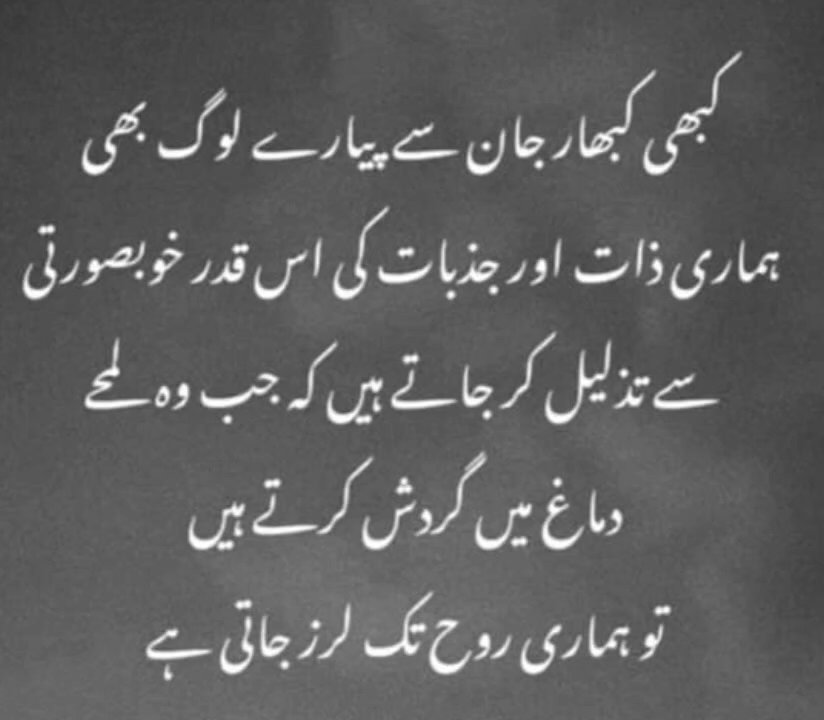 کبھی کبھار جان سے پیارے لوگ بھی
ہماری ذات اور جذبات کی اس قدر خوبصورتی
سے تذلیل کر جاتے ہیں کہ جب وہ لمحے
دماغ میں گردش کرتے ہیں
تو ہماری روح تک لرز جاتی ہے